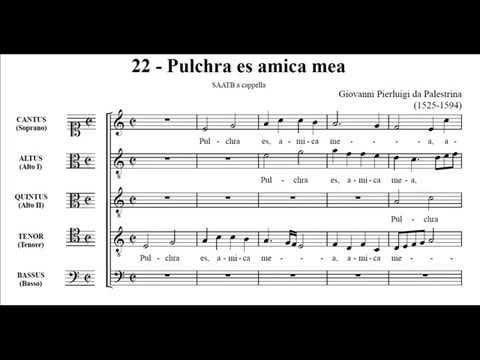 22 - Pulchra es amica mea
SAATB a cappella
Giovanni Pierluigi da Palestrina
(1525-1594)
CANTUS
(Soprano)
Pul- chra es, a- mi-ca me- - a, a-
ALTUS
(Alto I)
Pul- chra es, a-mi-ca me- a,
QUINTUS
(Alto II)
Pul- chra
TENOR
(Tenore)
Pul- chra es, a-mi-ca me- - - a, me- - - -
BASSUS
(Basso)